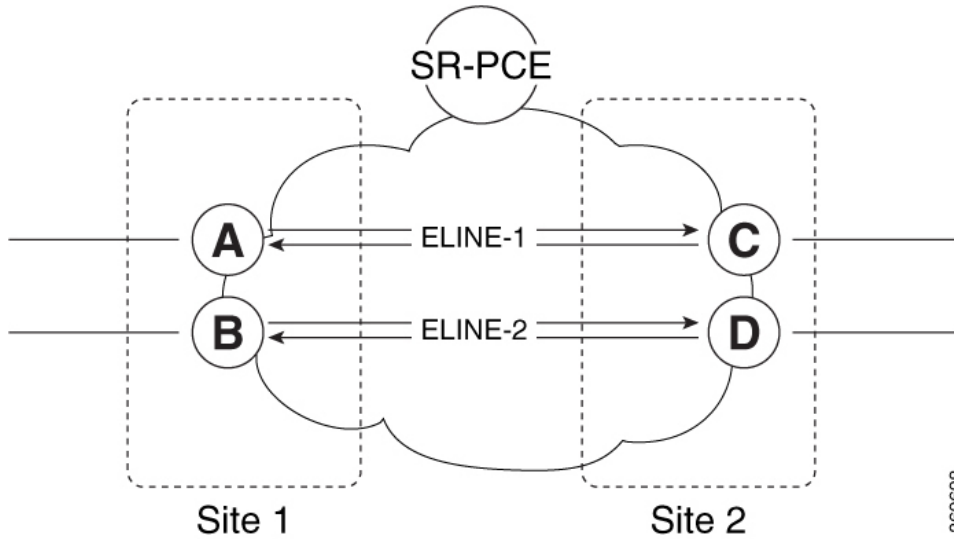 SR-PCE
A
ELINE-1
C
B
ELINE-2
D
Site 1
Site 2